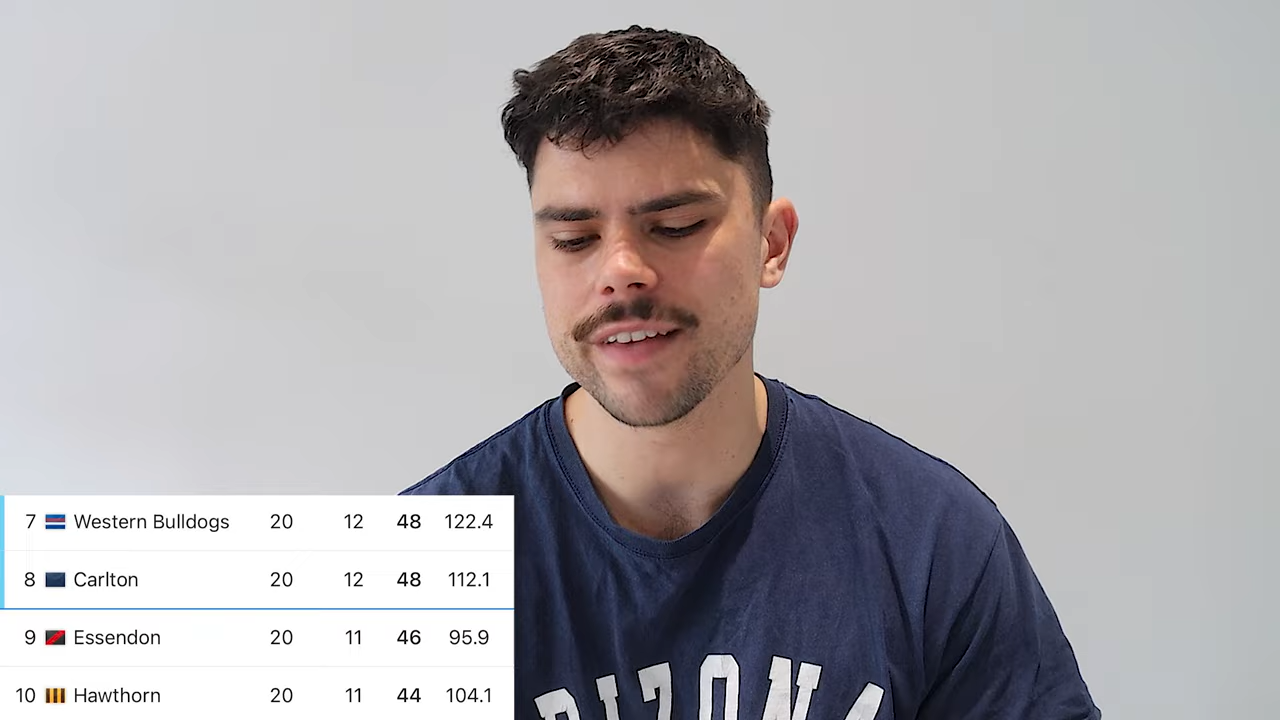 7 Western Bulldogs 20 12 48 122.4
8 Carlton 20 12 48 112.1
9 Essendon 20 11 46 95.9
10 Hawthorn 20 11 44 104.1